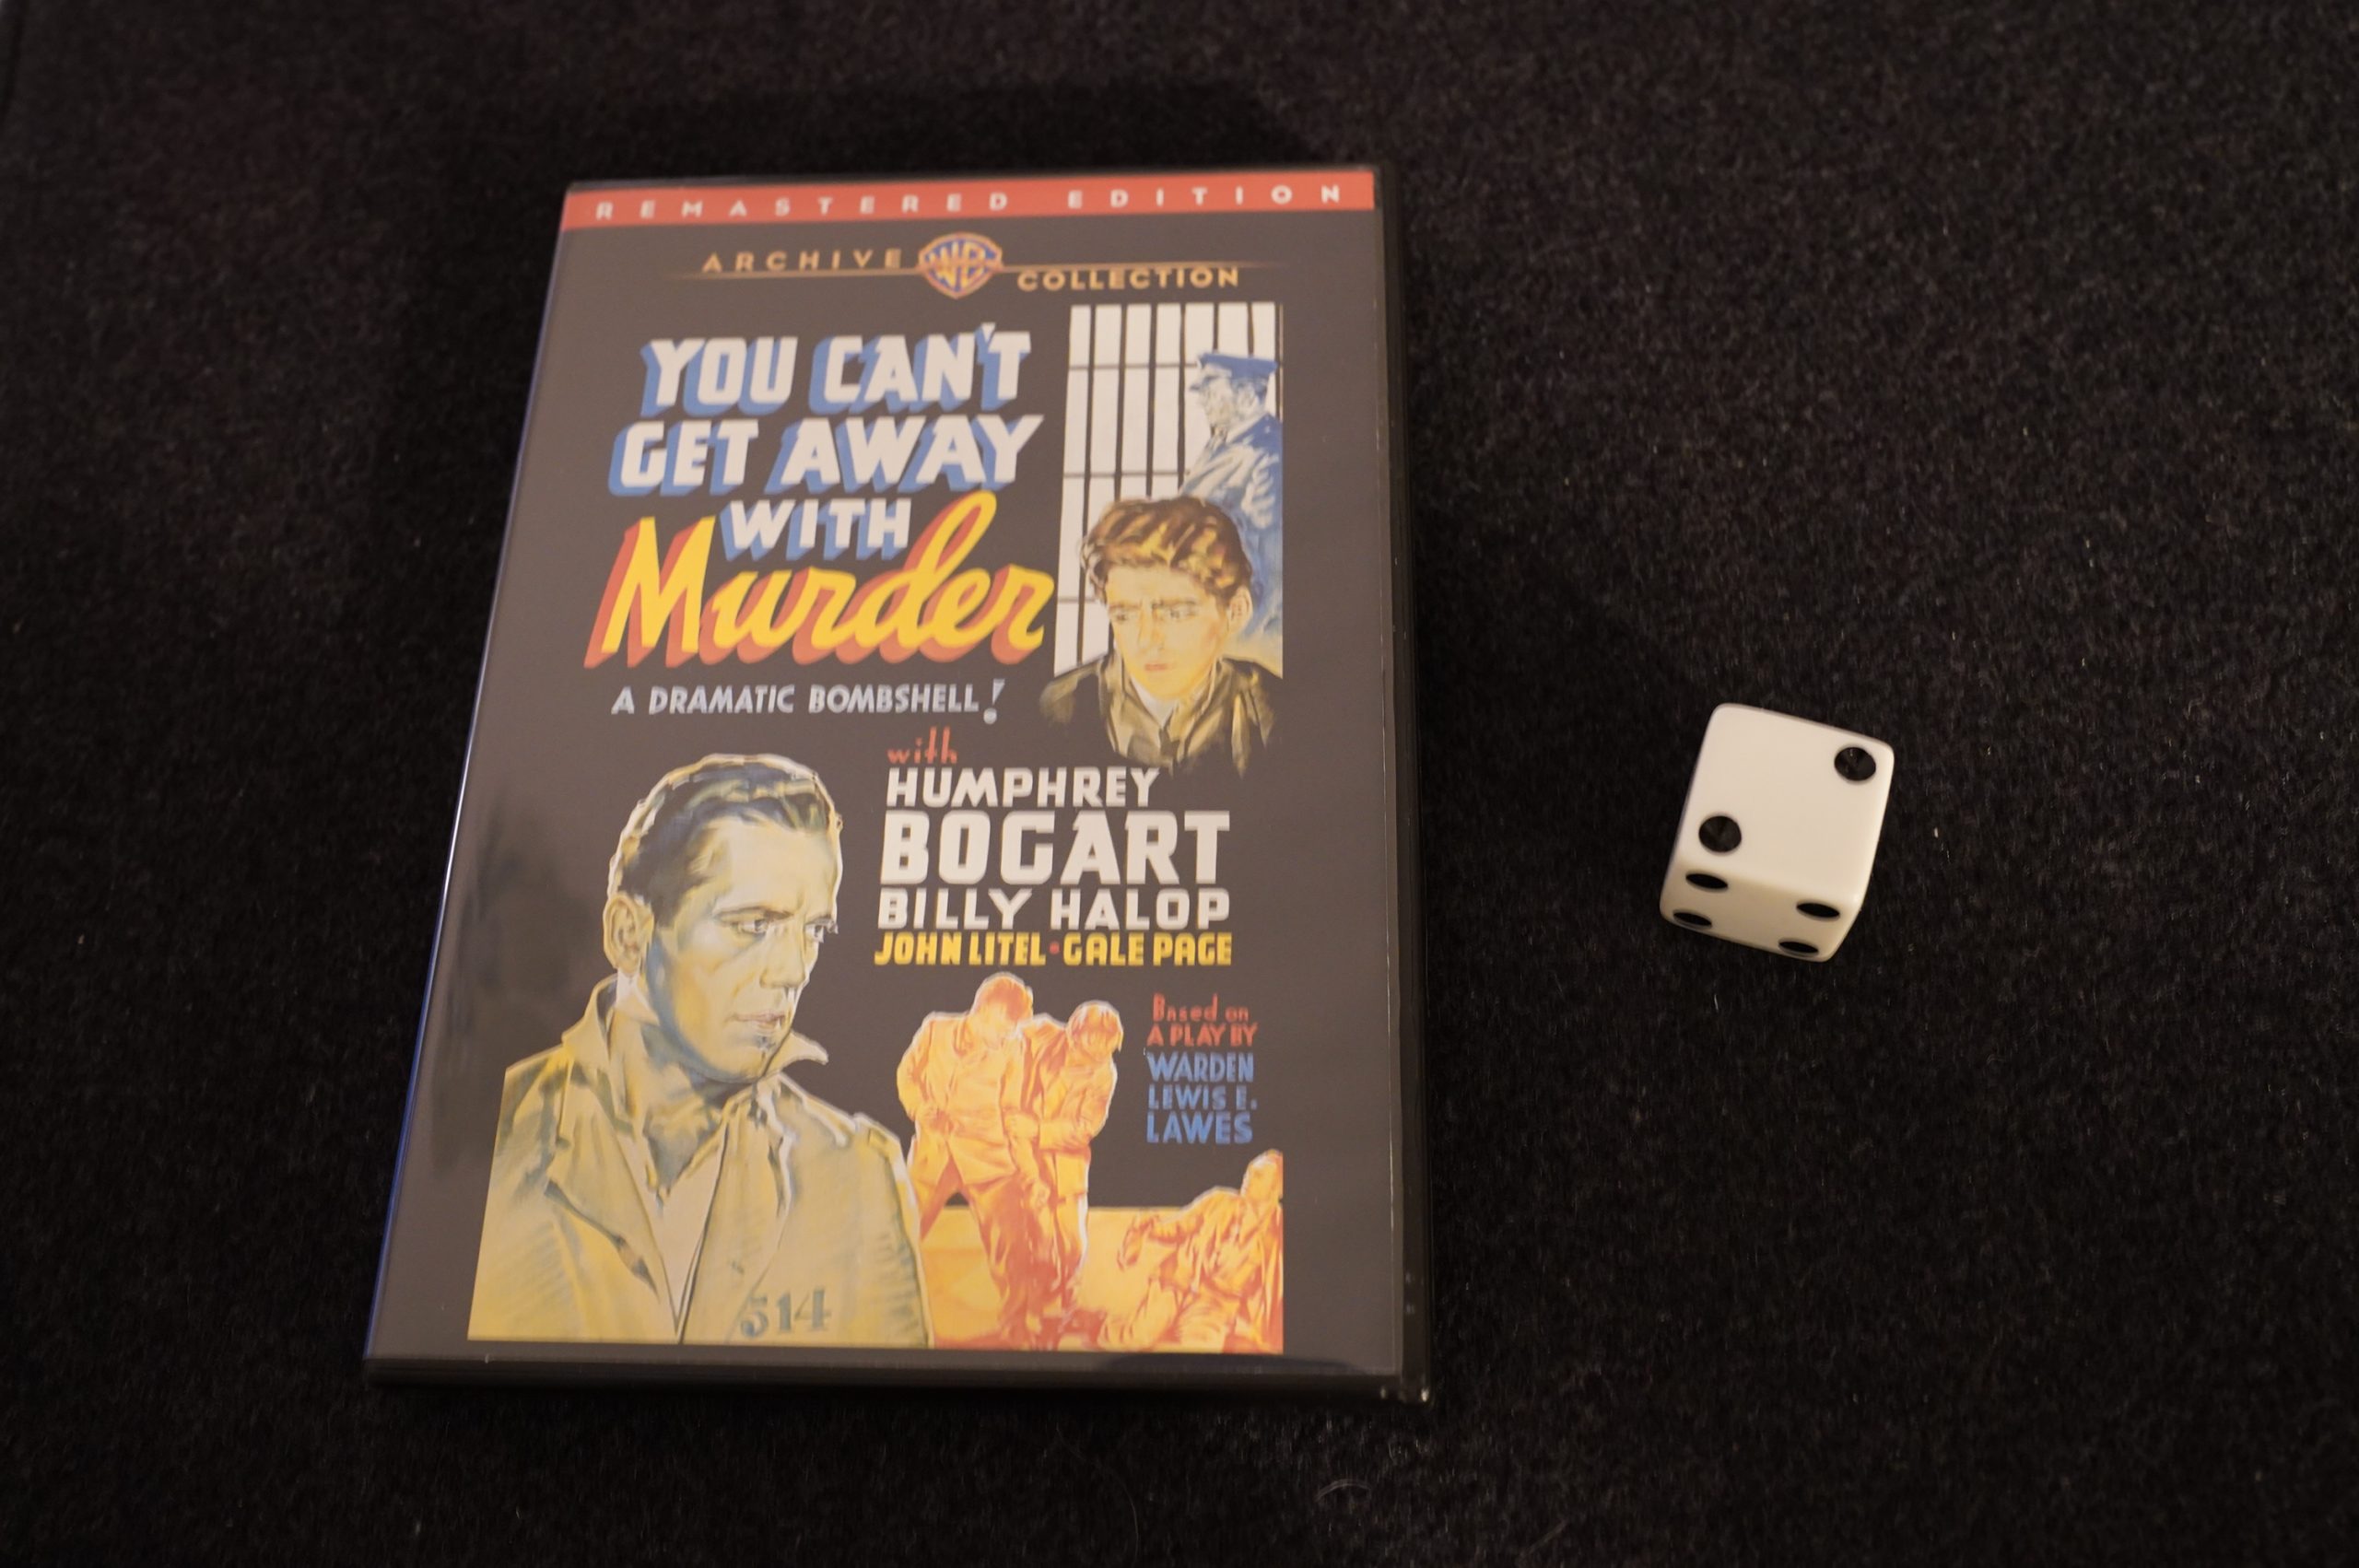 REMASTERED EDITION
ARCHIVE WB COLLECTION
YOU CAN'T
GET AWAY
WITH
Murder
A DRAMATIC BOMBSHELL!
with
HUMPHREY
BOGART
BILLY HALOP
JOHN LITEL • GALE PAGE
Based on
A PLAY BY
WARDEN
LEWIS E.
LAWES
514